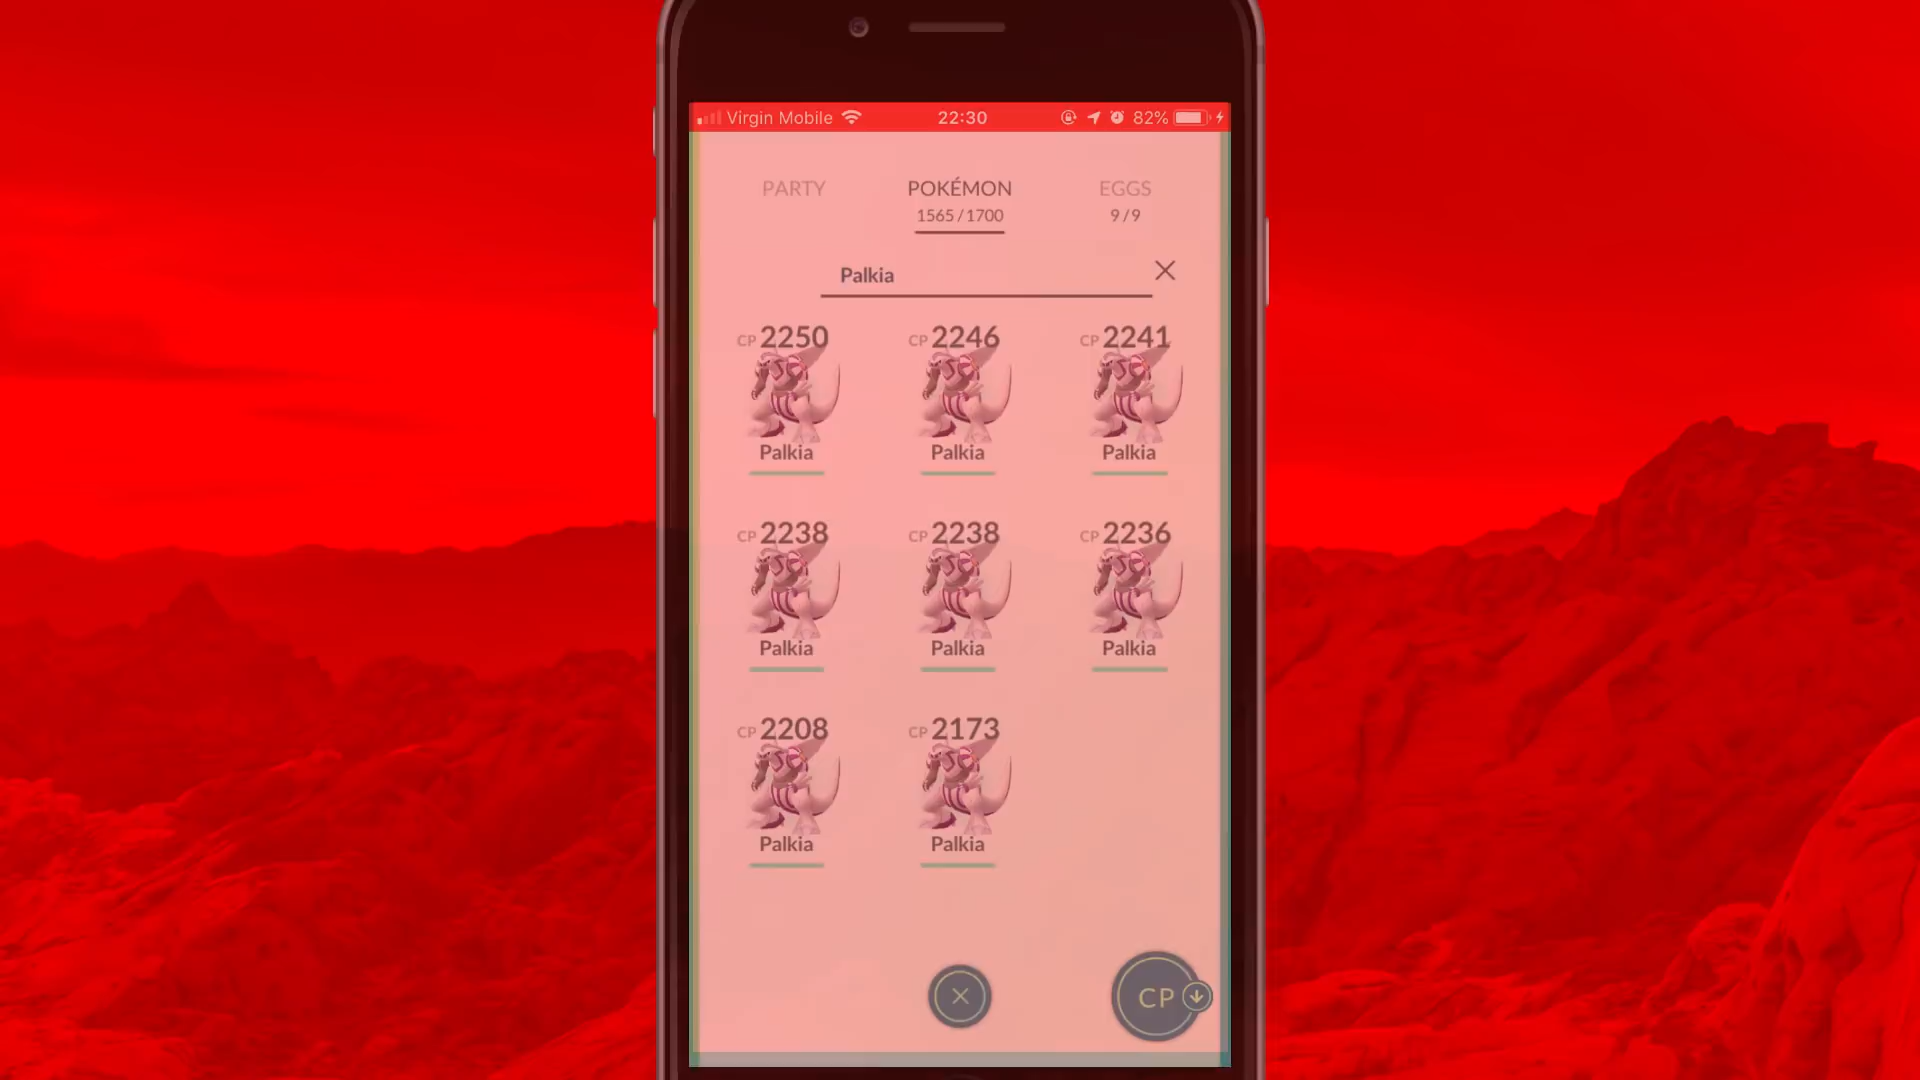 Virgin Mobile 22:30 82%
PARTY POKÉMON EGGS
1565 / 1700 9 / 9
Palkia
CP 2250 CP 2246 CP 2241
Palkia Palkia Palkia
CP 2238 CP 2238 CP 2236
Palkia Palkia Palkia
CP 2208 CP 2173
Palkia Palkia
CP